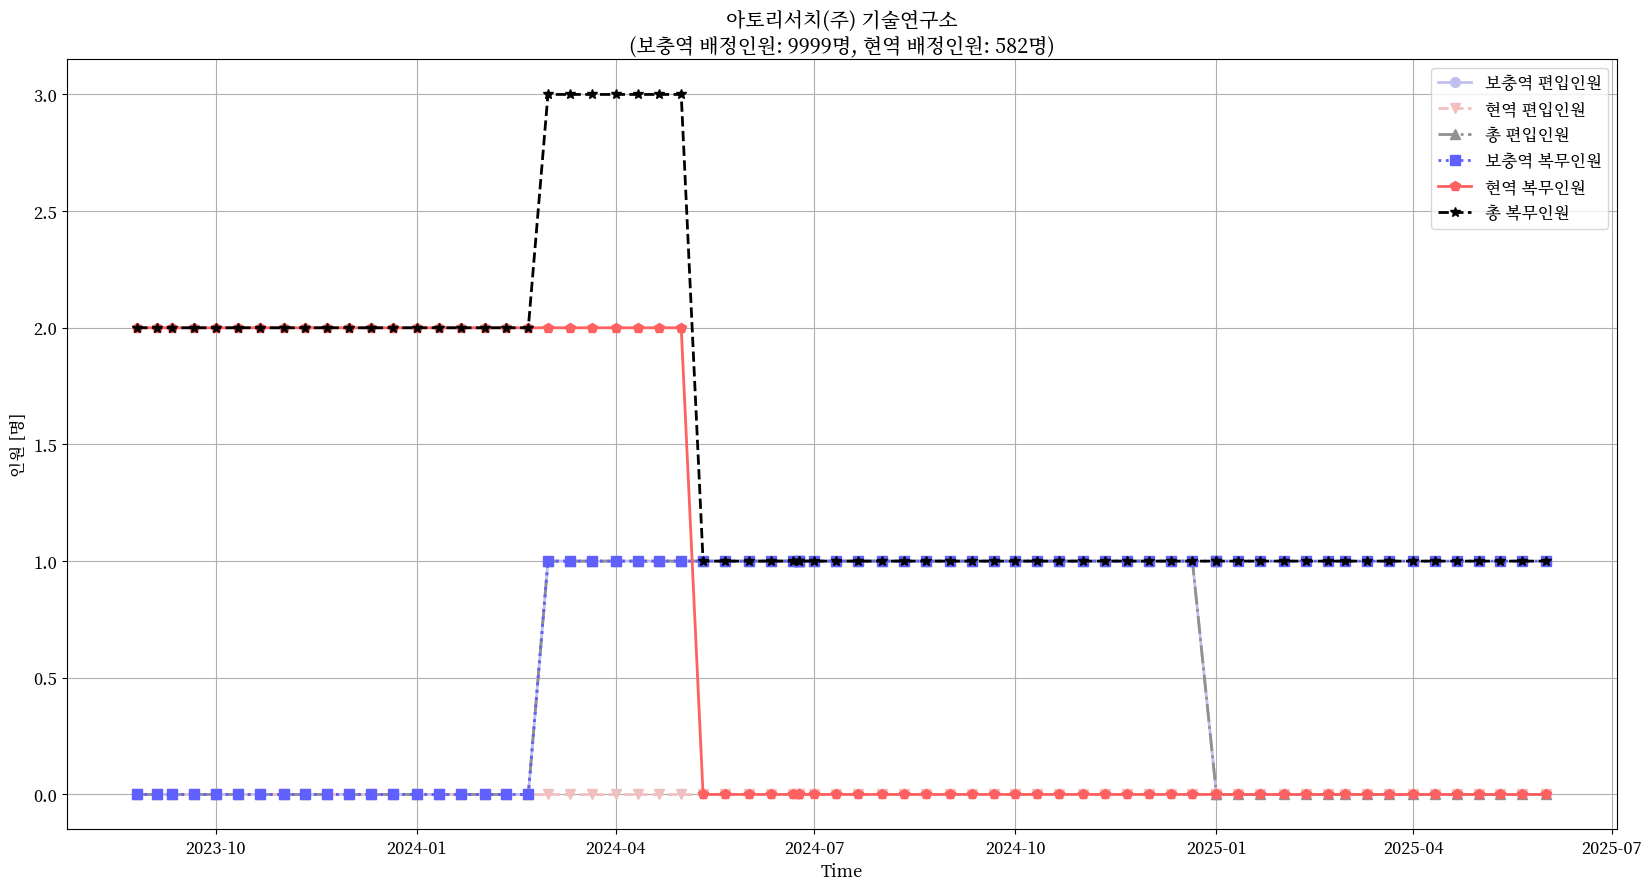 아토리서치(주) 기술연구소
(보충역 배정인원: 9999명, 현역 배정인원: 582명)
보충역 편입인원
현역 편입인원
총 편입인원
보충역 복무인원
현역 복무인원
총 복무인원
인원 [명]
3.0
2.5
2.0
1.5
1.0
0.5
0.0
2023-10
2024-01
2024-04
2024-07
2024-10
2025-01
2025-04
2025-07
Time